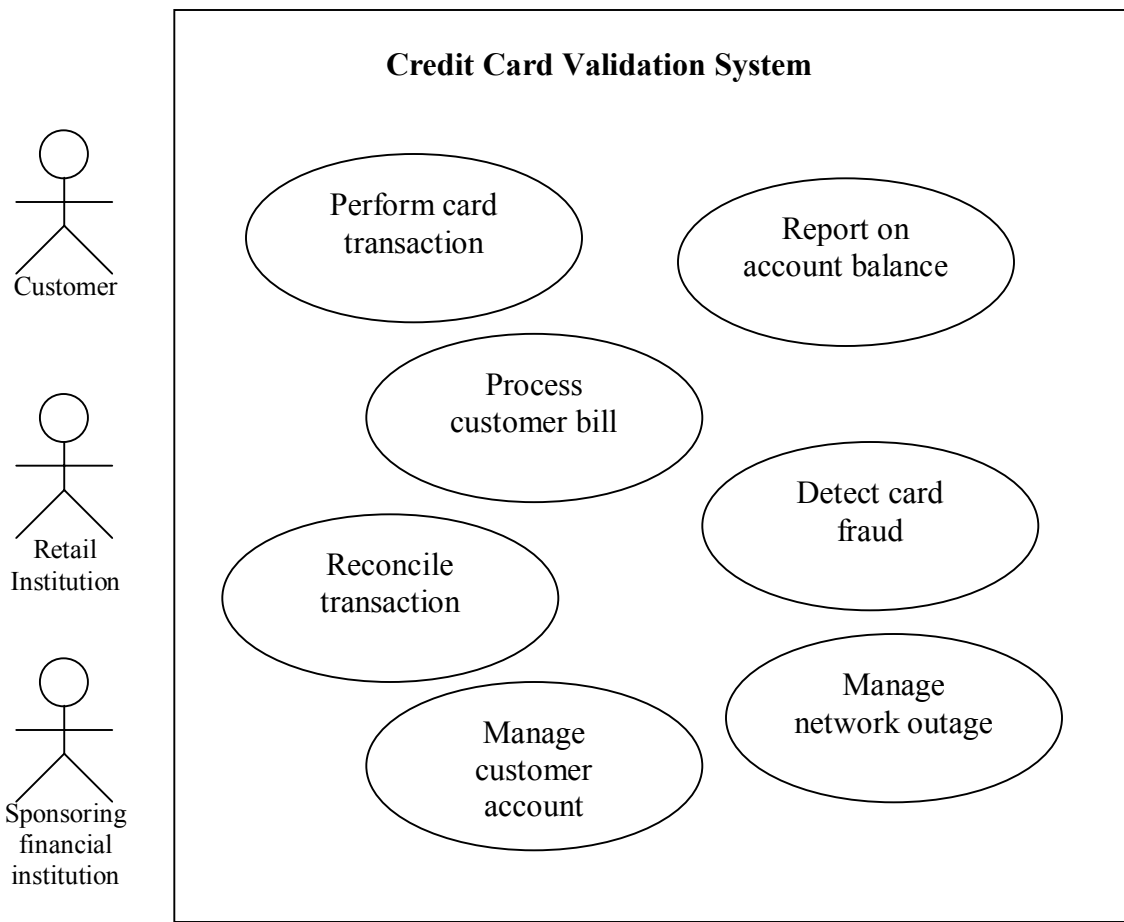 Credit Card Validation System
Customer
Retail
Institution
Sponsoring
financial
institution
Perform card
transaction
Report on
account balance
Process
customer bill
Detect card
fraud
Reconcile
transaction
Manage
network outage
Manage
customer
account